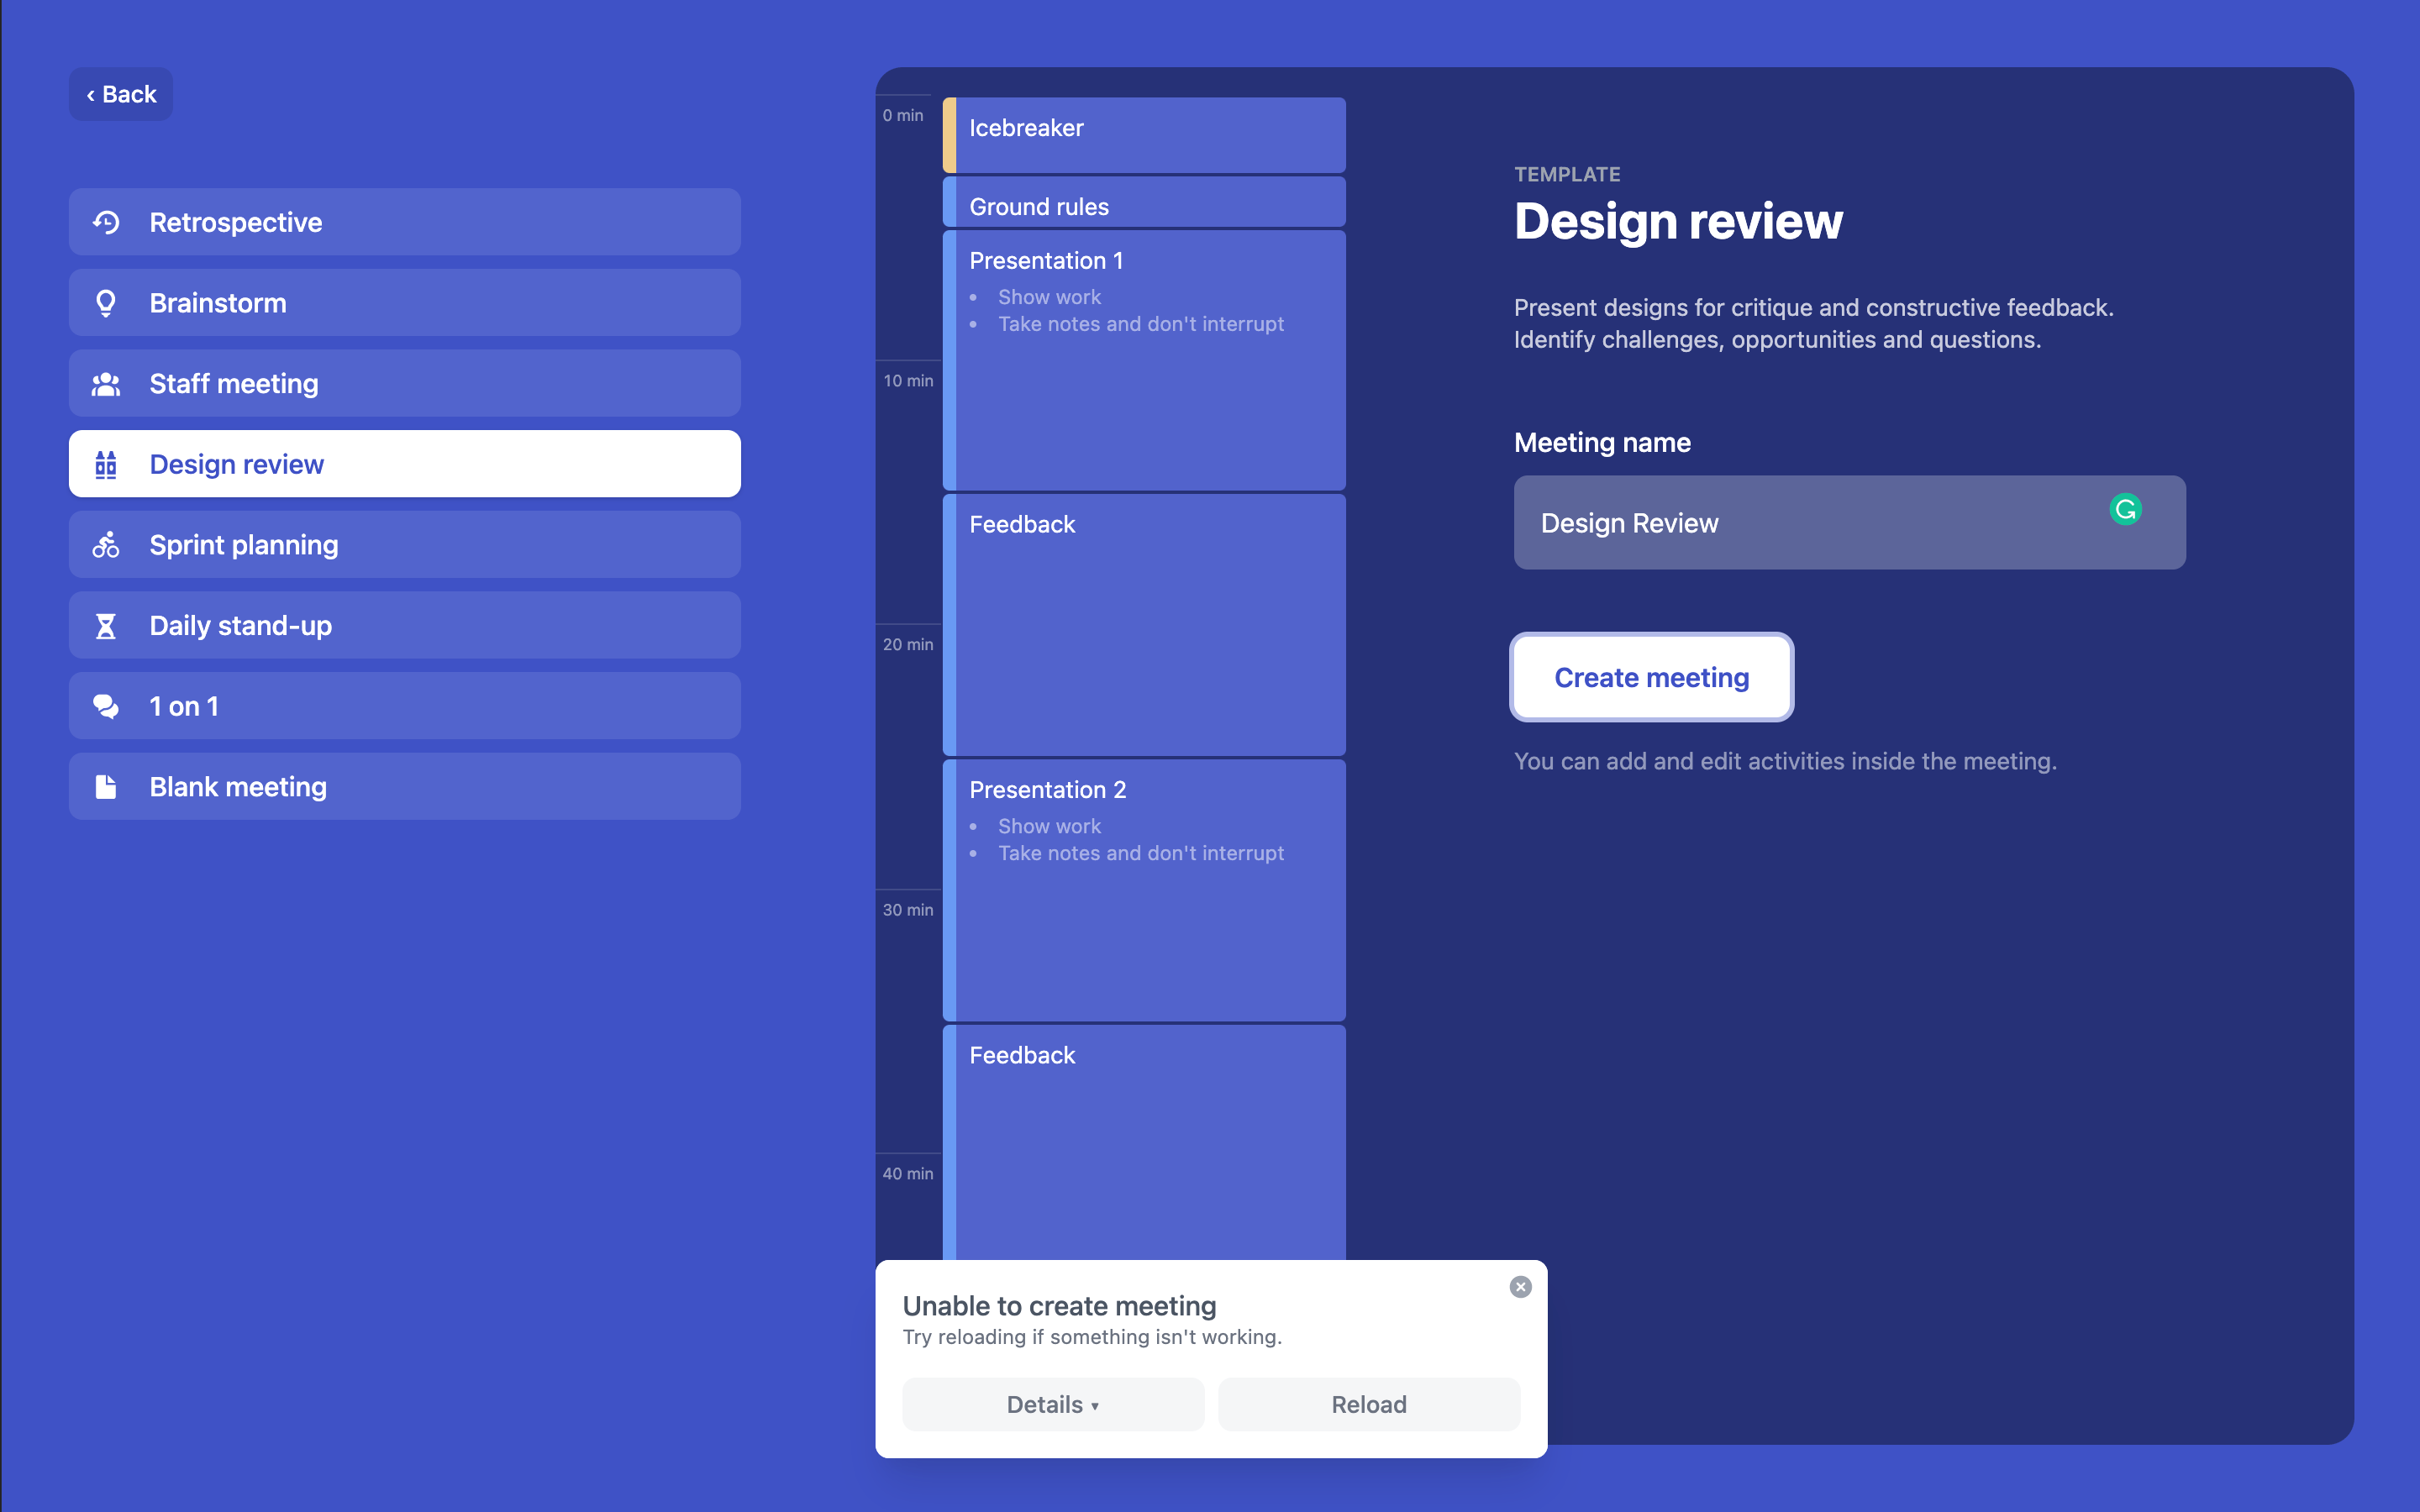 ‹ Back
Retrospective
Brainstorm
Staff meeting
Design review
Sprint planning
Daily stand-up
1 on 1
Blank meeting
0 min
10 min
20 min
30 min
40 min
Icebreaker
Ground rules
Presentation 1
• Show work
• Take notes and don't interrupt
Feedback
Presentation 2
• Show work
• Take notes and don't interrupt
Feedback
TEMPLATE
Design review
Present designs for critique and constructive feedback.
Identify challenges, opportunities and questions.
Meeting name
Design Review
Create meeting
You can add and edit activities inside the meeting.
Unable to create meeting
Try reloading if something isn't working.
Details ▾
Reload